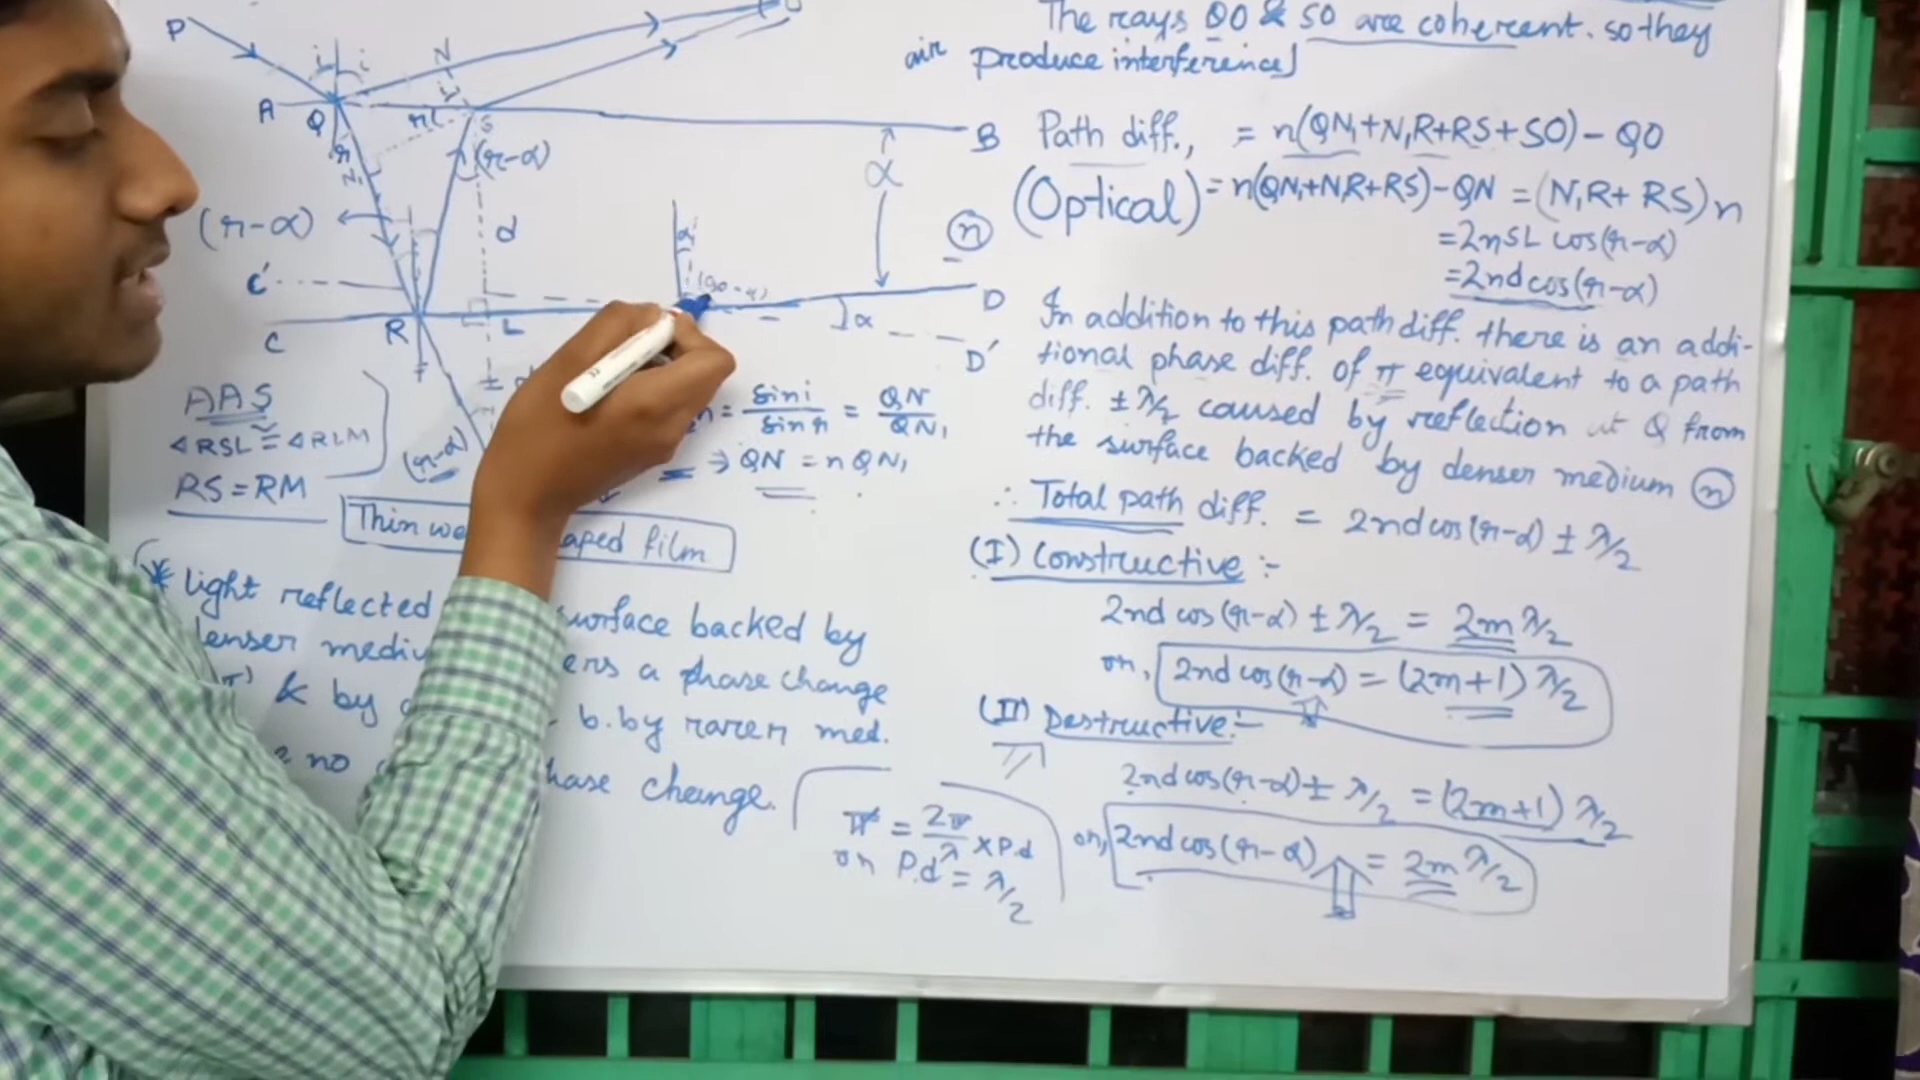 The rays QO & SO are coherent. so they
air produce interference
P
i i N
A Q S B
r (r-α)
N₁
(r-α) d α n
C'
(90-α)
C R L D
α D'
AAS
△RSL ≅ △RLM
RS = RM
(r-α)
n = sin i / sin r = QN / QN₁
⇒ QN = n QN₁
Thin
aped film
Path diff., = n(QN₁+N₁R+RS+SO) - QO
(Optical) = n(QN₁+N₁R+RS) - QN = (N₁R + RS) n
= 2nSL cos(r-α)
= 2nd cos(r-α)
In addition to this path diff. there is an addi-
tional phase diff. of π equivalent to a path
diff. ± λ/2 caused by reflection at Q from
the surface backed by denser medium n
∴ Total path diff. = 2nd cos(r-α) ± λ/2
(I) Constructive :-
2nd cos(r-α) ± λ/2 = 2m λ/2
or, 2nd cos(r-α) = (2m+1) λ/2
(II) Destructive:-
2nd cos(r-α) ± λ/2 = (2m+1) λ/2
or, 2nd cos(r-α) = 2m λ/2
* light reflected urface backed by
denser medi ers a phase change
'π' & by b. by rarer med.
no hase change.
π = 2π/λ x P.d
or P.d = λ/2